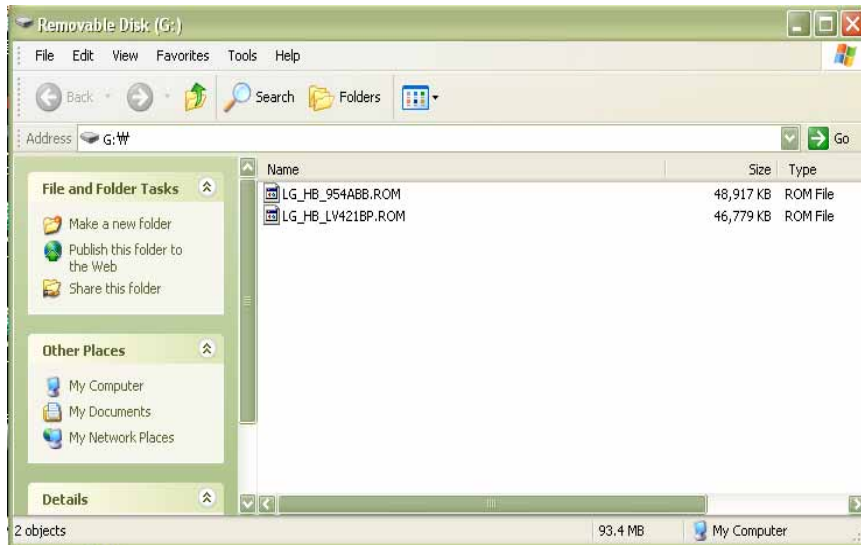 Removable Disk (G:)
File Edit View Favorites Tools Help
Back Search Folders
Address G:₩ Go
File and Folder Tasks
Make a new folder
Publish this folder to
the Web
Share this folder
Other Places
My Computer
My Documents
My Network Places
Details
Name Size Type
LG_HB_954ABB.ROM 48,917 KB ROM File
LG_HB_LV421BP.ROM 46,779 KB ROM File
2 objects 93.4 MB My Computer